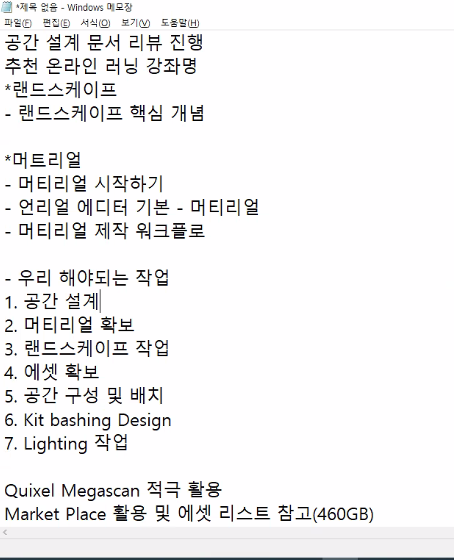 *제목 없음 - Windows 메모장
파일(F) 편집(E) 서식(O) 보기(V) 도움말(H)
공간 설계 문서 리뷰 진행
추천 온라인 러닝 강좌명
*랜드스케이프
- 랜드스케이프 핵심 개념
*머트리얼
- 머티리얼 시작하기
- 언리얼 에디터 기본 - 머티리얼
- 머티리얼 제작 워크플로
- 우리 해야되는 작업
1. 공간 설계
2. 머티리얼 확보
3. 랜드스케이프 작업
4. 에셋 확보
5. 공간 구성 및 배치
6. Kit bashing Design
7. Lighting 작업
Quixel Megascan 적극 활용
Market Place 활용 및 에셋 리스트 참고(460GB)